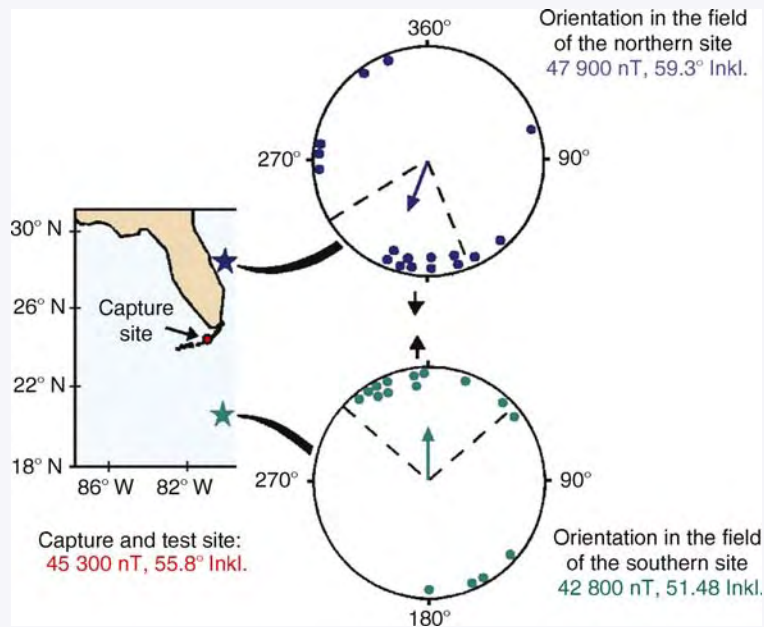 Orientation in the field
of the northern site
47 900 nT, 59.3° Inkl.
360°
270°
90°
30° N
26° N
22° N
18° N
Capture
site
86° W
82° W
270°
90°
180°
Capture and test site:
45 300 nT, 55.8° Inkl.
Orientation in the field
of the southern site
42 800 nT, 51.48 Inkl.